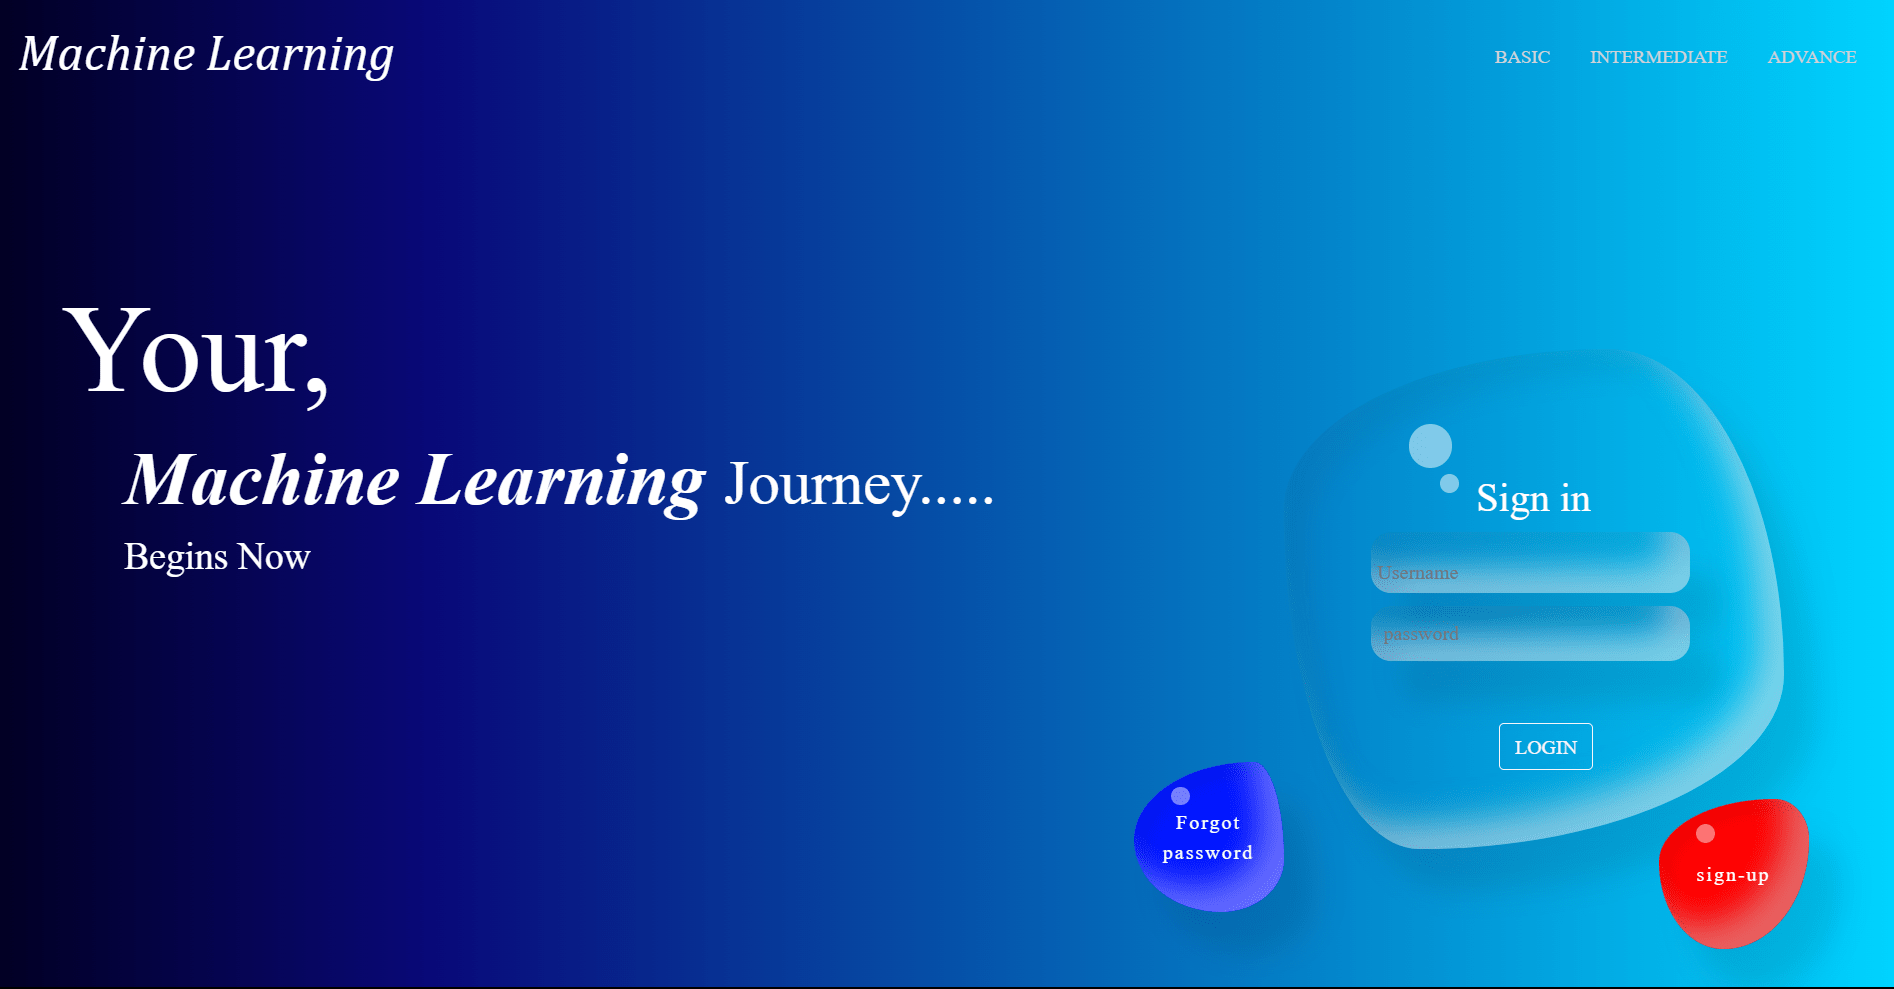 Machine Learning
BASIC INTERMEDIATE ADVANCE
Your,
Machine Learning Journey.....
Begins Now
Sign in
Username
password
LOGIN
Forgot
password
sign-up